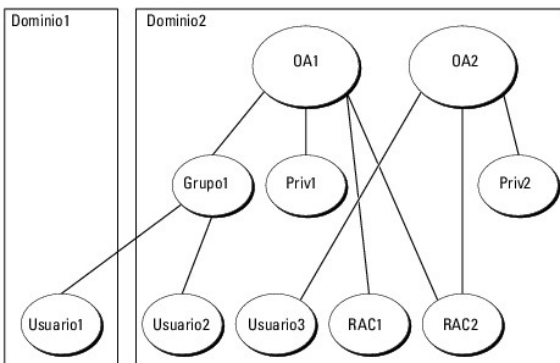 Dominio1
Dominio2
OA1
OA2
Grupo1
Priv1
Priv2
Usuario1
Usuario2
Usuario3
RAC1
RAC2